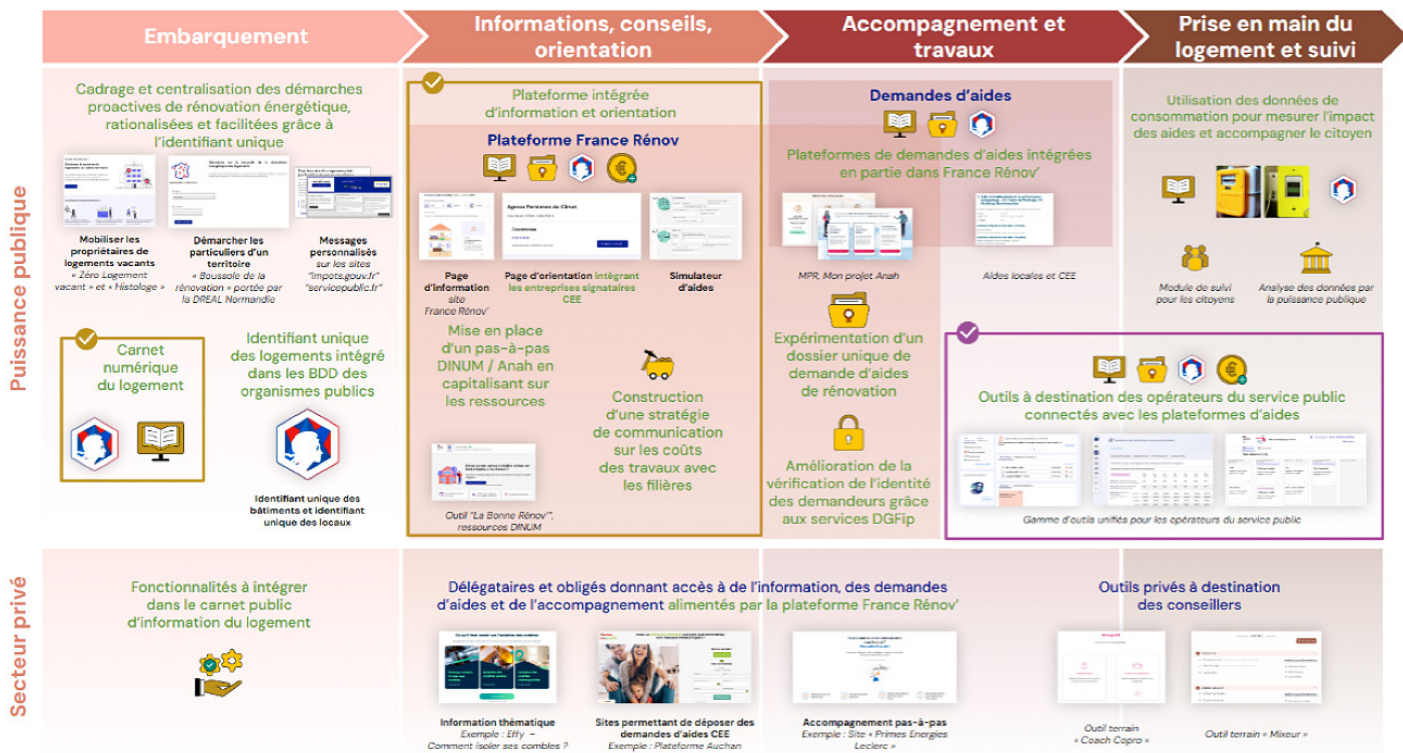 Embarquement
Informations, conseils,
orientation
Accompagnement et
travaux
Prise en main du
logement et suivi
Puissance publique
Cadrage et centralisation des démarches
proactives de rénovation énergétique,
rationalisées et facilitées grâce à
l'identifiant unique
Mobiliser les
propriétaires de
logements vacants
« Zéro Logement
vacant » et « Histologe »
Démarcher les
particuliers d'un
territoire
« Boussole de la
rénovation » portée par
la DREAL Normandie
Messages
personnalisés
sur les sites
"impots.gouv.fr"
"servicepublic.fr"
Carnet
numérique
du logement
Identifiant unique
des logements intégré
dans les BDD des
organismes publics
Identifiant unique des
bâtiments et identifiant
unique des locaux
Plateforme intégrée
d'information et orientation
Plateforme France Rénov
Agence Parisienne du Climat
Page
d'information
site
France Rénov'
Page d'orientation intégrant
les entreprises signataires
CEE
Simulateur
d'aides
Mise en place
d'un pas-à-pas
DINUM / Anah en
capitalisant sur
les ressources
Outil "La Bonne Rénov'",
ressources DINUM
Construction
d'une stratégie
de communication
sur les coûts
des travaux avec
les filières
Demandes d'aides
Plateformes de demandes d'aides intégrées
en partie dans France Rénov'
MPR, Mon projet Anah
Aides locales et CEE
Expérimentation d'un
dossier unique de
demande d'aides
de rénovation
Amélioration de la
vérification de l'identité
des demandeurs grâce
aux services DGFip
Utilisation des données de
consommation pour mesurer l'impact
des aides et accompagner le citoyen
Module de suivi
pour les citoyens
Analyse des données par
la puissance publique
Outils à destination des opérateurs du service public
connectés avec les plateformes d'aides
Gamme d'outils unifiés pour les opérateurs du service public
Secteur privé
Fonctionnalités à intégrer
dans le carnet public
d'information du logement
Délégataires et obligés donnant accès à de l'information, des demandes
d'aides et de l'accompagnement alimentés par la plateforme France Rénov'
Information thématique
Exemple : Effy –
Comment isoler ses combles ?
Sites permettant de déposer des
demandes d'aides CEE
Exemple : Plateforme Auchan
Accompagnement pas-à-pas
Exemple : Site « Primes Energies
Leclerc »
Outils privés à destination
des conseillers
Outil terrain
« Coach Copro »
Outil terrain « Mixeur »